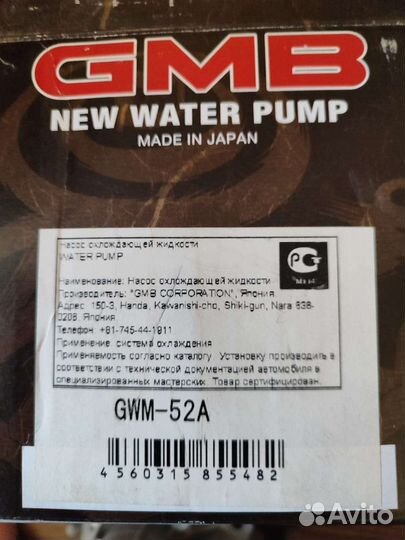 GMB
NEW WATER PUMP
MADE IN JAPAN
Насос охлаждающей жидкости
WATER PUMP
Наименование: Насос охлаждающей жидкости
Производитель: "GMB CORPORATION", Япония
Адрес: 150-3, Handa, Kawanishi-cho, Shiki-gun, Nara 636-
0206. Япония
Телефон: +81-745-44-1911
Применение: система охлаждения
Применяемость согласно каталогу. Установку производить в
соответствии с технической документацией автомобиля в
специализированных мастерских. Товар сертифицирован.
GWM-52A
4560315855482
Avito